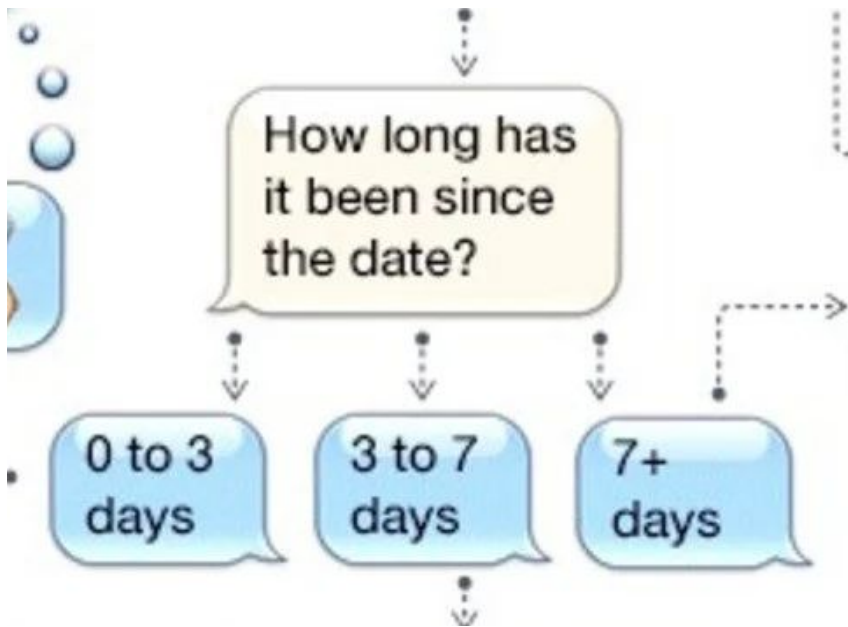 How long has
it been since
the date?
0 to 3
days
3 to 7
days
7+
days